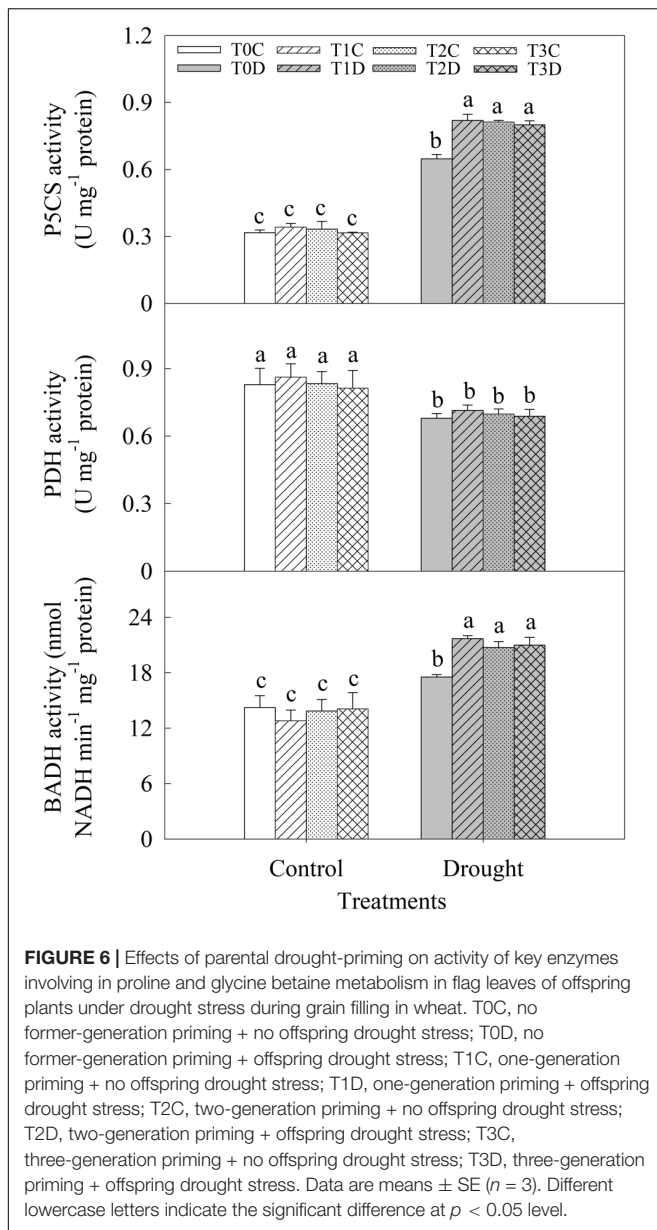 1.2
T0C T1C T2C T3C
T0D T1D T2D T3D
P5CS activity
(U mg⁻¹ protein)
0.9
0.6
0.3
0
c c c c
b a a a
PDH activity
(U mg⁻¹ protein)
0.9
0.6
0.3
0
a a a a
b b b b
BADH activity (nmol
NADH min⁻¹ mg⁻¹ protein)
24
18
12
6
0
c c c c
b a a a
Control Drought
Treatments
FIGURE 6 | Effects of parental drought-priming on activity of key enzymes
involving in proline and glycine betaine metabolism in flag leaves of offspring
plants under drought stress during grain filling in wheat. T0C, no
former-generation priming + no offspring drought stress; T0D, no
former-generation priming + offspring drought stress; T1C, one-generation
priming + no offspring drought stress; T1D, one-generation priming + offspring
drought stress; T2C, two-generation priming + no offspring drought stress;
T2D, two-generation priming + offspring drought stress; T3C,
three-generation priming + no offspring drought stress; T3D, three-generation
priming + offspring drought stress. Data are means ± SE (n = 3). Different
lowercase letters indicate the significant difference at p < 0.05 level.